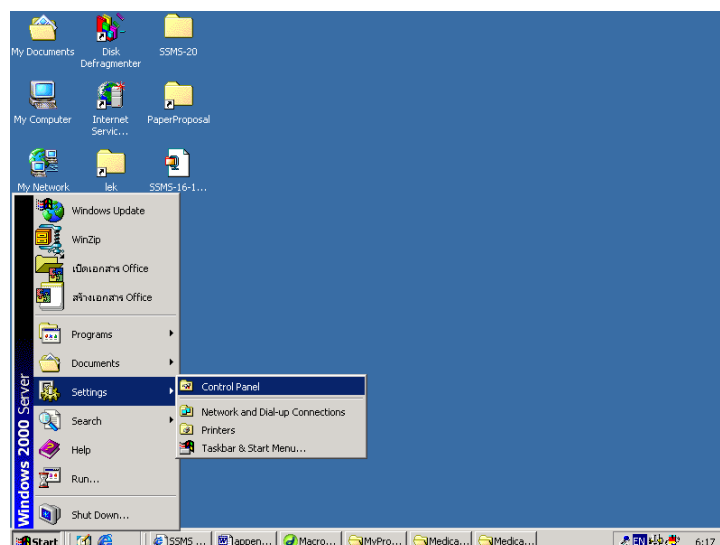 My Documents
Disk
Defragmenter
SSMS-20
My Computer
Internet
Servic...
PaperProposal
My Network
lek
SSMS-16-1...
Windows Update
WinZip
เปิดเอกสาร Office
สร้างเอกสาร Office
Programs
Documents
Settings
Search
Help
Run...
Shut Down...
Windows 2000 Server
Control Panel
Network and Dial-up Connections
Printers
Taskbar & Start Menu...
Start
SSMS ...
appen...
Macro...
MyPro...
Medica...
Medica...
EN
6:17